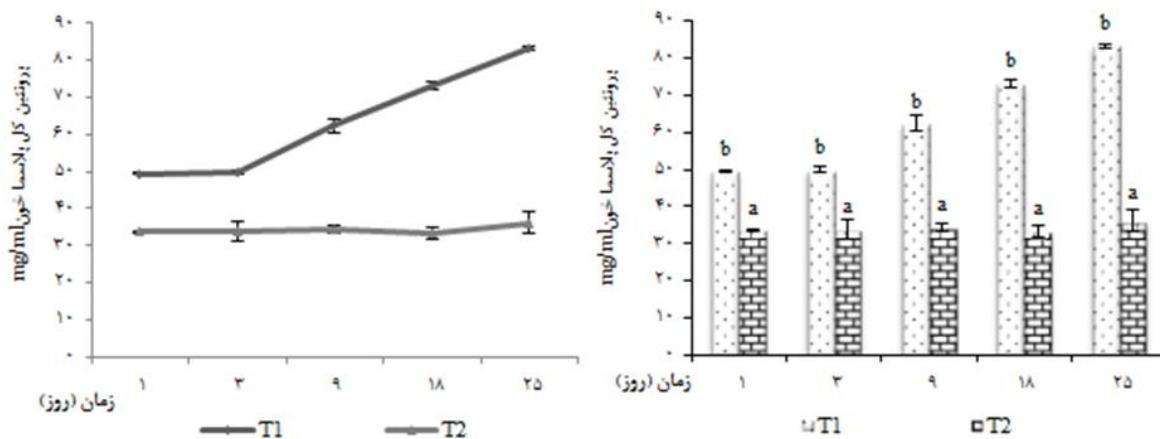 پروتئین کل پلاسما خون mg/ml
۹۰
۸۰
۷۰
۶۰
۵۰
۴۰
۳۰
۲۰
۱۰
۰
۱ ۳ ۹ ۱۸ ۲۵
زمان (روز)
T1 T2
پروتئین کل پلاسما خون mg/ml
۹۰
۸۰
۷۰
۶۰
۵۰
۴۰
۳۰
۲۰
۱۰
۰
b a b a b a b a b a
۱ ۳ ۹ ۱۸ ۲۵
زمان (روز)
T1 T2